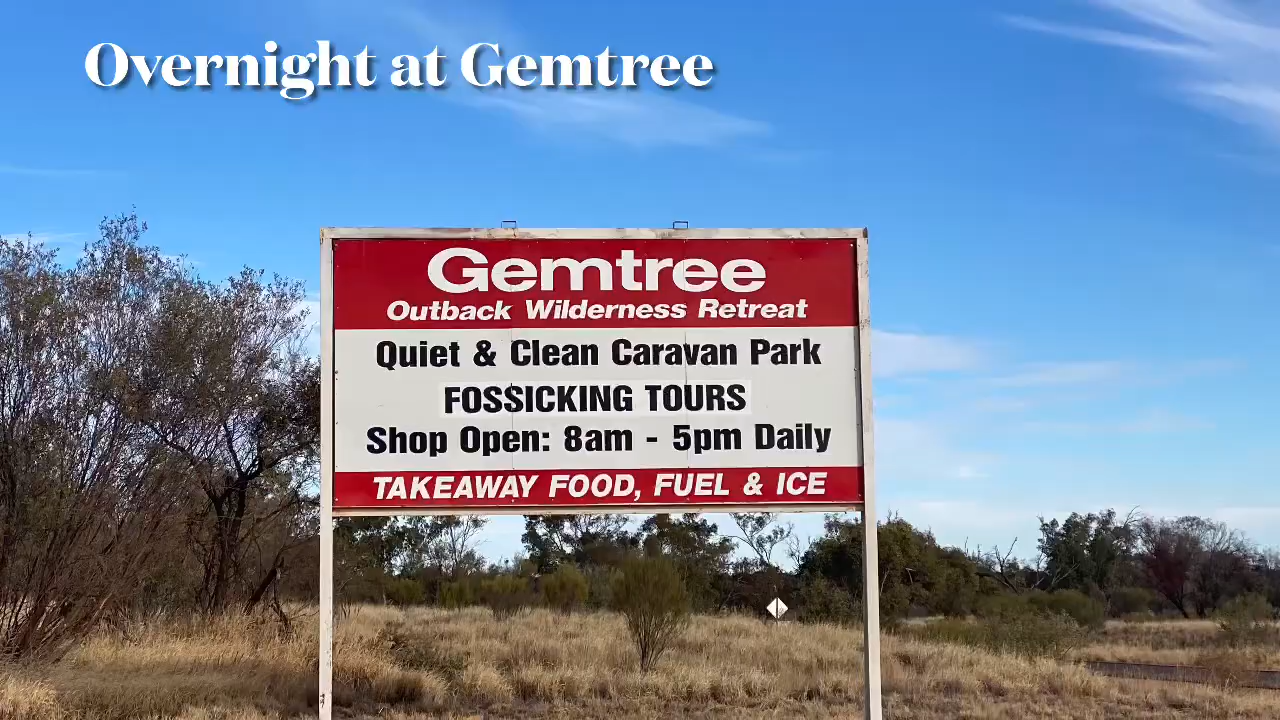 Overnight at Gemtree
Gemtree
Outback Wilderness Retreat
Quiet & Clean Caravan Park
FOSSICKING TOURS
Shop Open: 8am - 5pm Daily
TAKEAWAY FOOD, FUEL & ICE